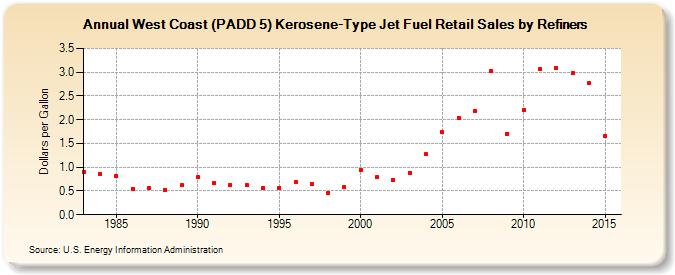 Annual West Coast (PADD 5) Kerosene-Type Jet Fuel Retail Sales by Refiners
Dollars per Gallon
3.5
3.0
2.5
2.0
1.5
1.0
0.5
0.0
1985 1990 1995 2000 2005 2010 2015
Source: U.S. Energy Information Administration